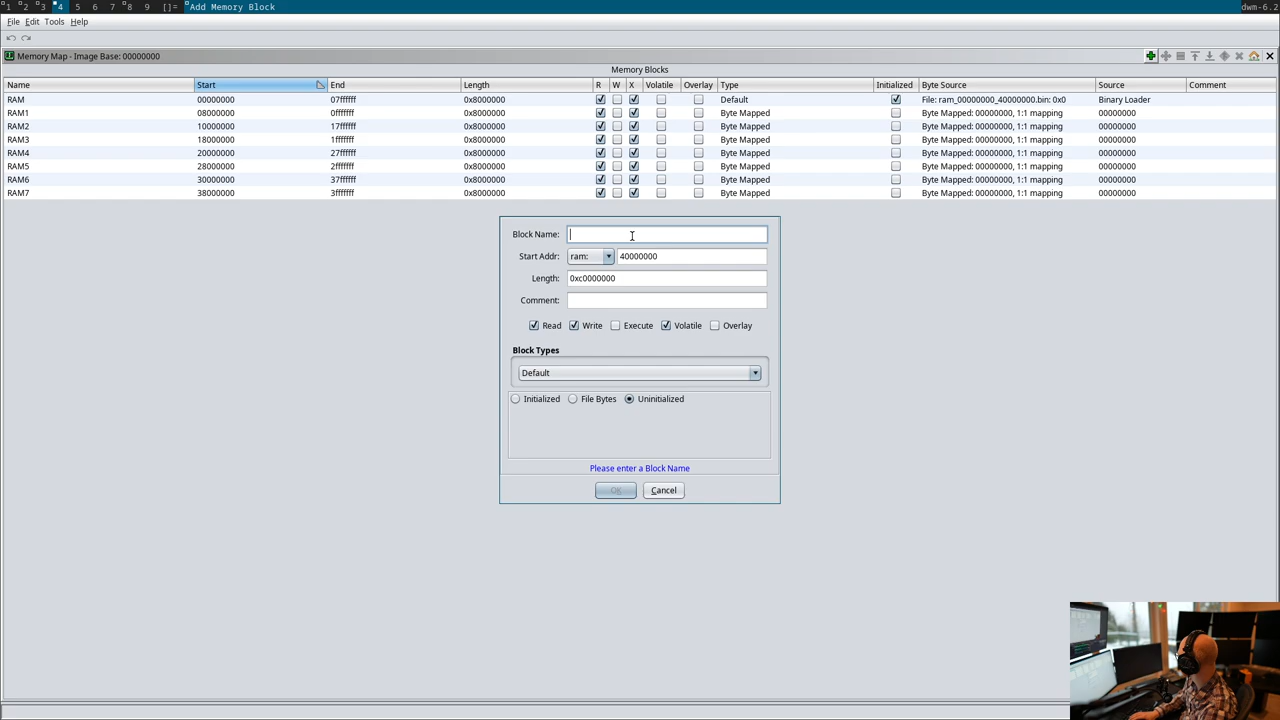 1 2 3 4 5 6 7 8 9 []= Add Memory Block dwm-6.2
File Edit Tools Help
Memory Map - Image Base: 00000000
Memory Blocks
Name Start End Length R W X Volatile Overlay Type Initialized Byte Source Source Comment
RAM 00000000 07ffffff 0x8000000 Default File: ram_00000000_40000000.bin: 0x0 Binary Loader
RAM1 08000000 0fffffff 0x8000000 Byte Mapped Byte Mapped: 00000000, 1:1 mapping 00000000
RAM2 10000000 17ffffff 0x8000000 Byte Mapped Byte Mapped: 00000000, 1:1 mapping 00000000
RAM3 18000000 1fffffff 0x8000000 Byte Mapped Byte Mapped: 00000000, 1:1 mapping 00000000
RAM4 20000000 27ffffff 0x8000000 Byte Mapped Byte Mapped: 00000000, 1:1 mapping 00000000
RAM5 28000000 2fffffff 0x8000000 Byte Mapped Byte Mapped: 00000000, 1:1 mapping 00000000
RAM6 30000000 37ffffff 0x8000000 Byte Mapped Byte Mapped: 00000000, 1:1 mapping 00000000
RAM7 38000000 3fffffff 0x8000000 Byte Mapped Byte Mapped: 00000000, 1:1 mapping 00000000
Block Name:
Start Addr: ram: 40000000
Length: 0xc0000000
Comment:
Read Write Execute Volatile Overlay
Block Types
Default
Initialized File Bytes Uninitialized
Please enter a Block Name
OK Cancel